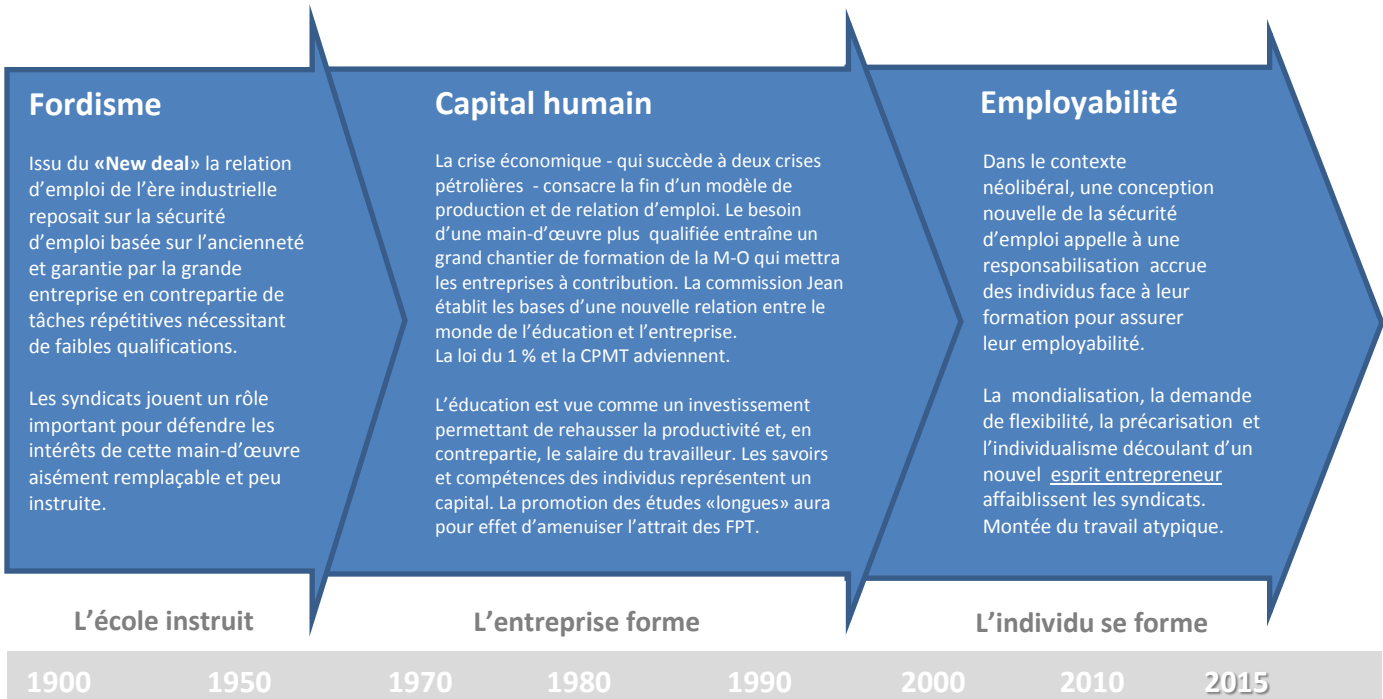 Fordisme
Issu du «New deal» la relation
d’emploi de l’ère industrielle
reposait sur la sécurité
d’emploi basée sur l’ancienneté
et garantie par la grande
entreprise en contrepartie de
tâches répétitives nécessitant
de faibles qualifications.
Les syndicats jouent un rôle
important pour défendre les
intérêts de cette main-d’œuvre
aisément remplaçable et peu
instruite.
Capital humain
La crise économique - qui succède à deux crises
pétrolières - consacre la fin d’un modèle de
production et de relation d’emploi. Le besoin
d’une main-d’œuvre plus qualifiée entraîne un
grand chantier de formation de la M-O qui mettra
les entreprises à contribution. La commission Jean
établit les bases d’une nouvelle relation entre le
monde de l’éducation et l’entreprise.
La loi du 1 % et la CPMT adviennent.
L’éducation est vue comme un investissement
permettant de rehausser la productivité et, en
contrepartie, le salaire du travailleur. Les savoirs
et compétences des individus représentent un
capital. La promotion des études «longues» aura
pour effet d’amenuiser l’attrait des FPT.
Employabilité
Dans le contexte
néolibéral, une conception
nouvelle de la sécurité
d’emploi appelle à une
responsabilisation accrue
des individus face à leur
formation pour assurer
leur employabilité.
La mondialisation, la demande
de flexibilité, la précarisation et
l’individualisme découlant d’un
nouvel esprit entrepreneur
affaiblissent les syndicats.
Montée du travail atypique.
L’école instruit
L’entreprise forme
L’individu se forme
1900 1950 1970 1980 1990 2000 2010 2015